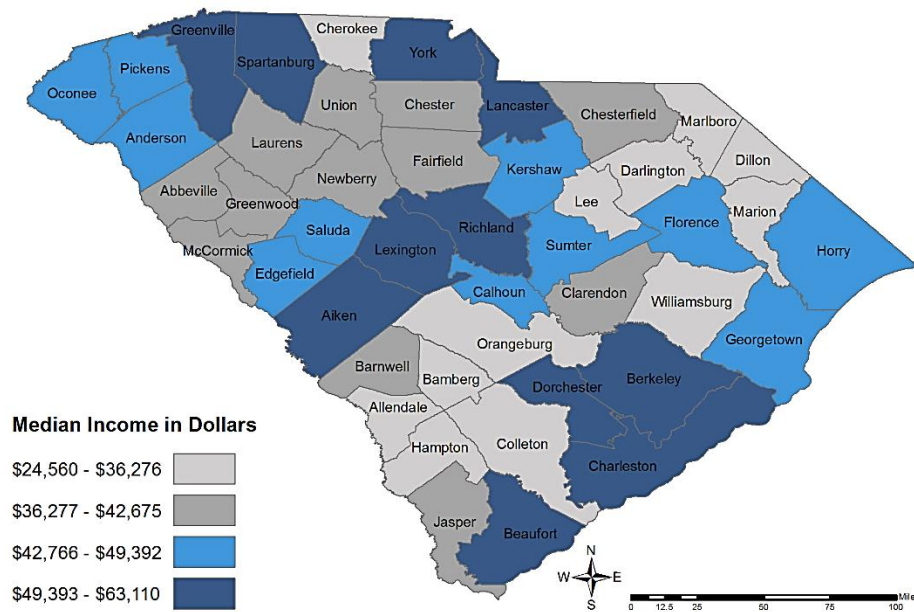 Cherokee
Greenville
York
Spartanburg
Pickens
Oconee
Union
Chester
Lancaster
Chesterfield
Marlboro
Anderson
Laurens
Dillon
Fairfield
Kershaw
Darlington
Newberry
Abbeville
Greenwood
Lee
Marion
Florence
Saluda
Richland
Horry
McCormick
Lexington
Sumter
Edgefield
Calhoun
Clarendon
Williamsburg
Aiken
Georgetown
Orangeburg
Barnwell
Bamberg
Dorchester
Berkeley
Allendale
Hampton
Colleton
Charleston
Jasper
Beaufort
Median Income in Dollars
$24,560 - $36,276
$36,277 - $42,675
$42,766 - $49,392
$49,393 - $63,110
N
W E
S
Mile
0 12.5 25 50 75 100